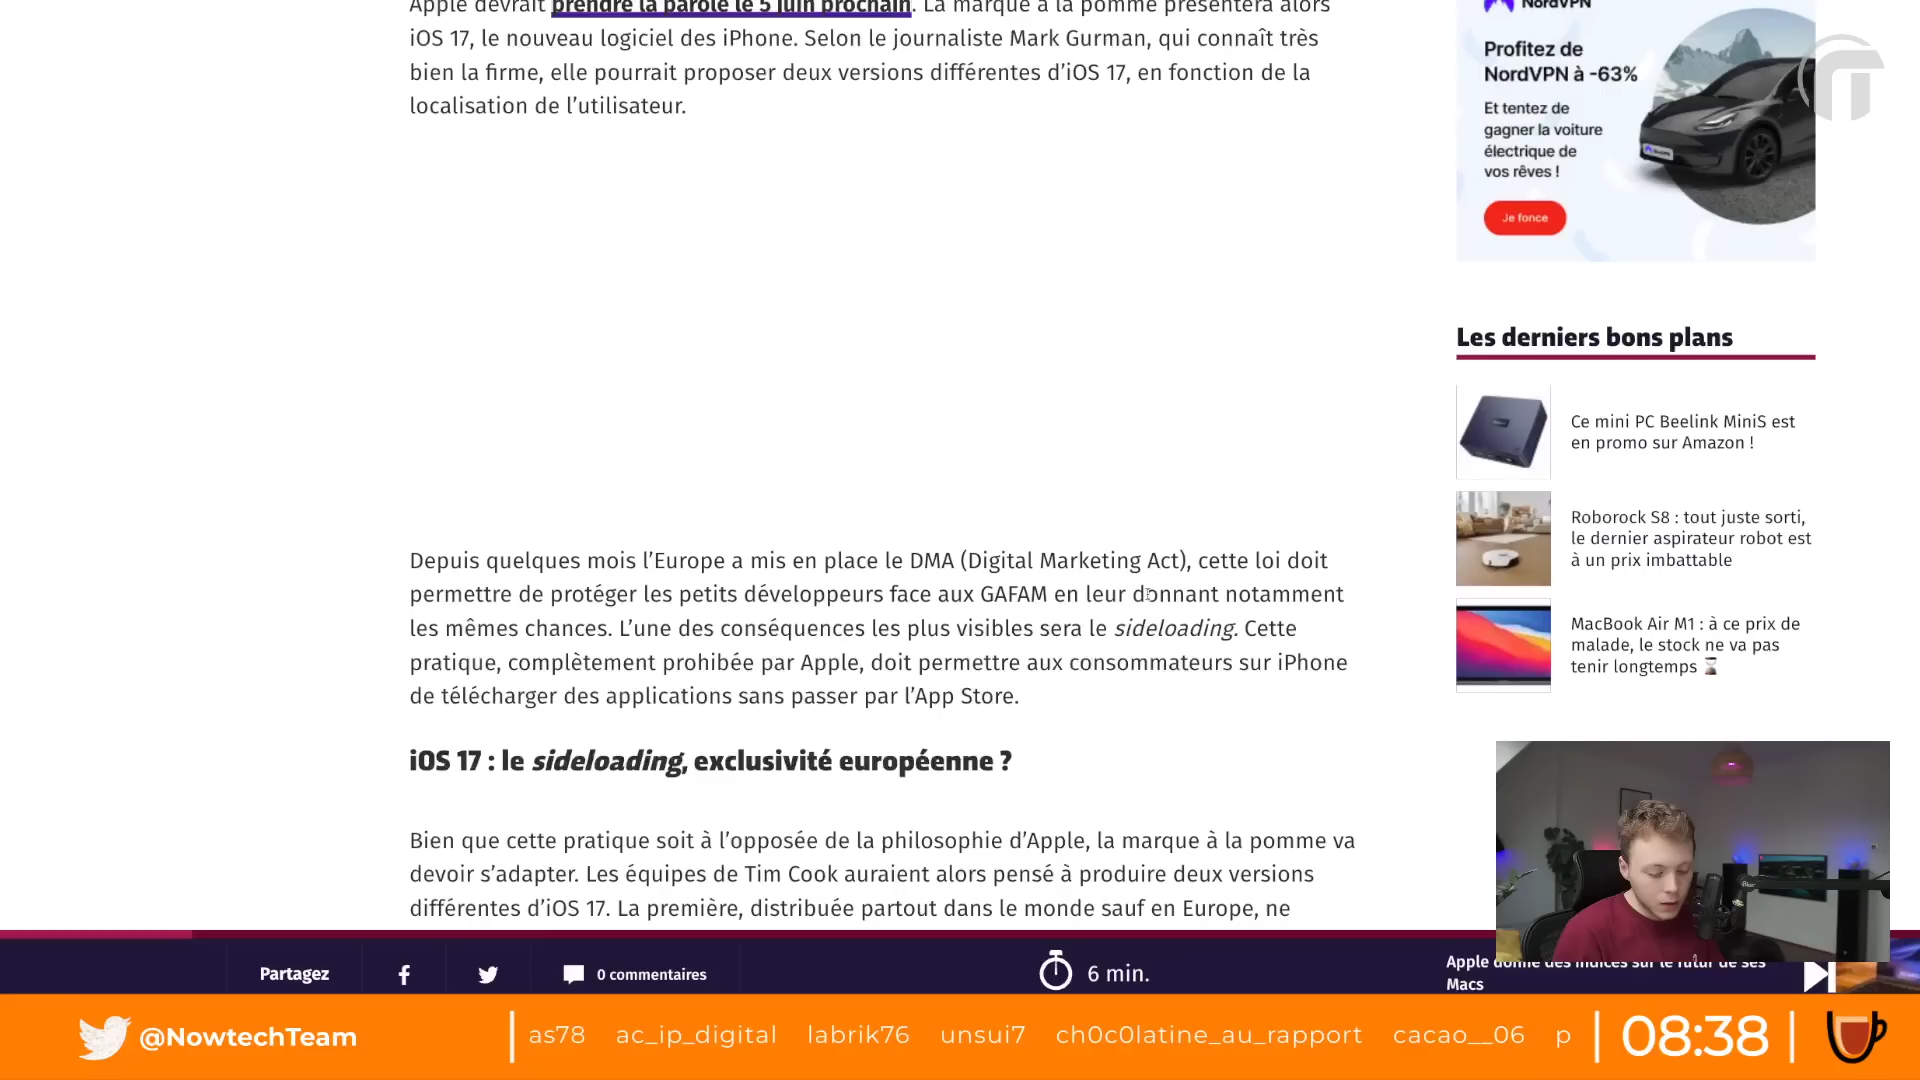 Apple devrait prendre la parole le 5 juin prochain. La marque à la pomme présentera alors
iOS 17, le nouveau logiciel des iPhone. Selon le journaliste Mark Gurman, qui connaît très
bien la firme, elle pourrait proposer deux versions différentes d’iOS 17, en fonction de la
localisation de l’utilisateur.
Depuis quelques mois l’Europe a mis en place le DMA (Digital Marketing Act), cette loi doit
permettre de protéger les petits développeurs face aux GAFAM en leur donnant notamment
les mêmes chances. L’une des conséquences les plus visibles sera le sideloading. Cette
pratique, complètement prohibée par Apple, doit permettre aux consommateurs sur iPhone
de télécharger des applications sans passer par l’App Store.
iOS 17 : le sideloading, exclusivité européenne ?
Bien que cette pratique soit à l’opposée de la philosophie d’Apple, la marque à la pomme va
devoir s’adapter. Les équipes de Tim Cook auraient alors pensé à produire deux versions
différentes d’iOS 17. La première, distribuée partout dans le monde sauf en Europe, ne
NordVPN
Profitez de
NordVPN à -63%
Et tentez de
gagner la voiture
électrique de
vos rêves !
Je fonce
Les derniers bons plans
Ce mini PC Beelink MiniS est
en promo sur Amazon !
Roborock S8 : tout juste sorti,
le dernier aspirateur robot est
à un prix imbattable
MacBook Air M1 : à ce prix de
malade, le stock ne va pas
tenir longtemps ⌛
Partagez
0 commentaires
6 min.
Apple donne des indices sur le futur de ses
Macs
@NowtechTeam
as78 ac_ip_digital labrik76 unsui7 ch0c0latine_au_rapport cacao__06 p
08:38